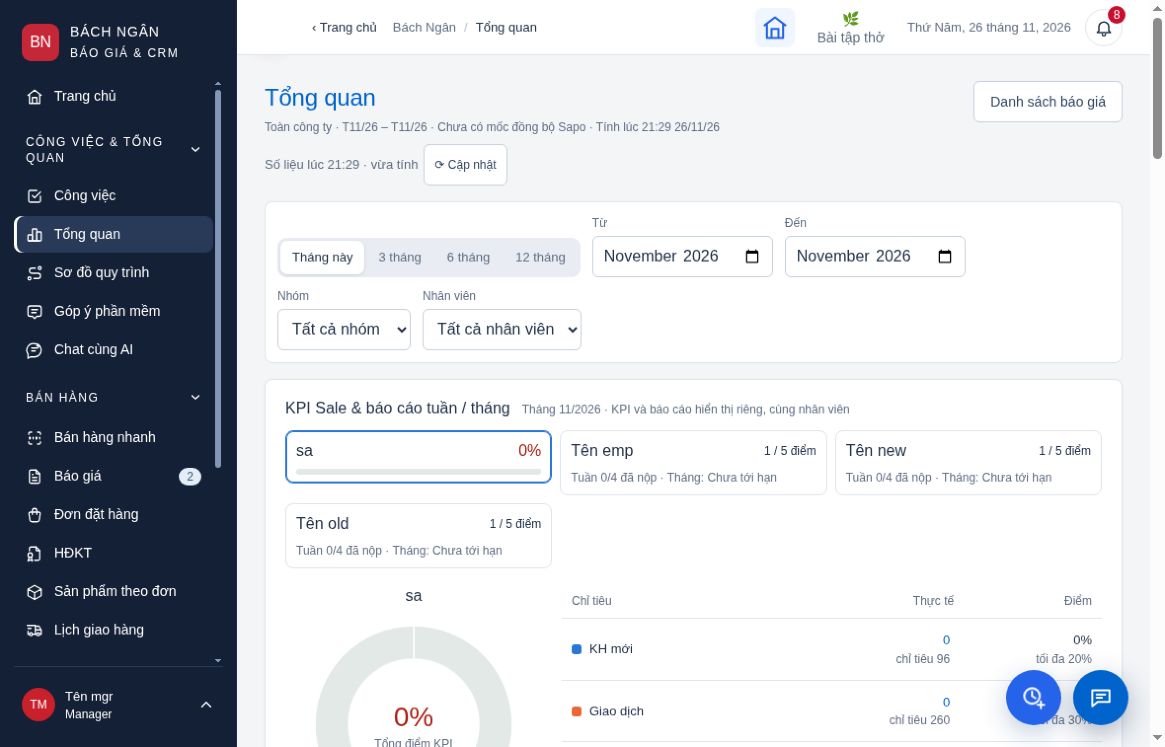 BN
BÁCH NGÂN
BÁO GIÁ & CRM
Trang chủ
CÔNG VIỆC & TỔNG QUAN
Công việc
Tổng quan
Sơ đồ quy trình
Góp ý phần mềm
Chat cùng AI
BÁN HÀNG
Bán hàng nhanh
Báo giá 2
Đơn đặt hàng
HĐKT
Sản phẩm theo đơn
Lịch giao hàng
TM
Tên mgr
Manager
‹ Trang chủ Bách Ngân / Tổng quan
Bài tập thở
Thứ Năm, 26 tháng 11, 2026
8
Tổng quan
Danh sách báo giá
Toàn công ty · T11/26 – T11/26 · Chưa có mốc đồng bộ Sapo · Tính lúc 21:29 26/11/26
Số liệu lúc 21:29 · vừa tính ⟳ Cập nhật
Tháng này 3 tháng 6 tháng 12 tháng
Từ
November 2026
Đến
November 2026
Nhóm
Tất cả nhóm
Nhân viên
Tất cả nhân viên
KPI Sale & báo cáo tuần / tháng Tháng 11/2026 · KPI và báo cáo hiển thị riêng, cùng nhân viên
sa 0%
Tên emp 1 / 5 điểm
Tuần 0/4 đã nộp · Tháng: Chưa tới hạn
Tên new 1 / 5 điểm
Tuần 0/4 đã nộp · Tháng: Chưa tới hạn
Tên old 1 / 5 điểm
Tuần 0/4 đã nộp · Tháng: Chưa tới hạn
sa
0%
Tổng điểm KPI
Chỉ tiêu Thực tế Điểm
KH mới 0 0%
chỉ tiêu 96 tối đa 20%
Giao dịch 0
chỉ tiêu 260 đa 30%